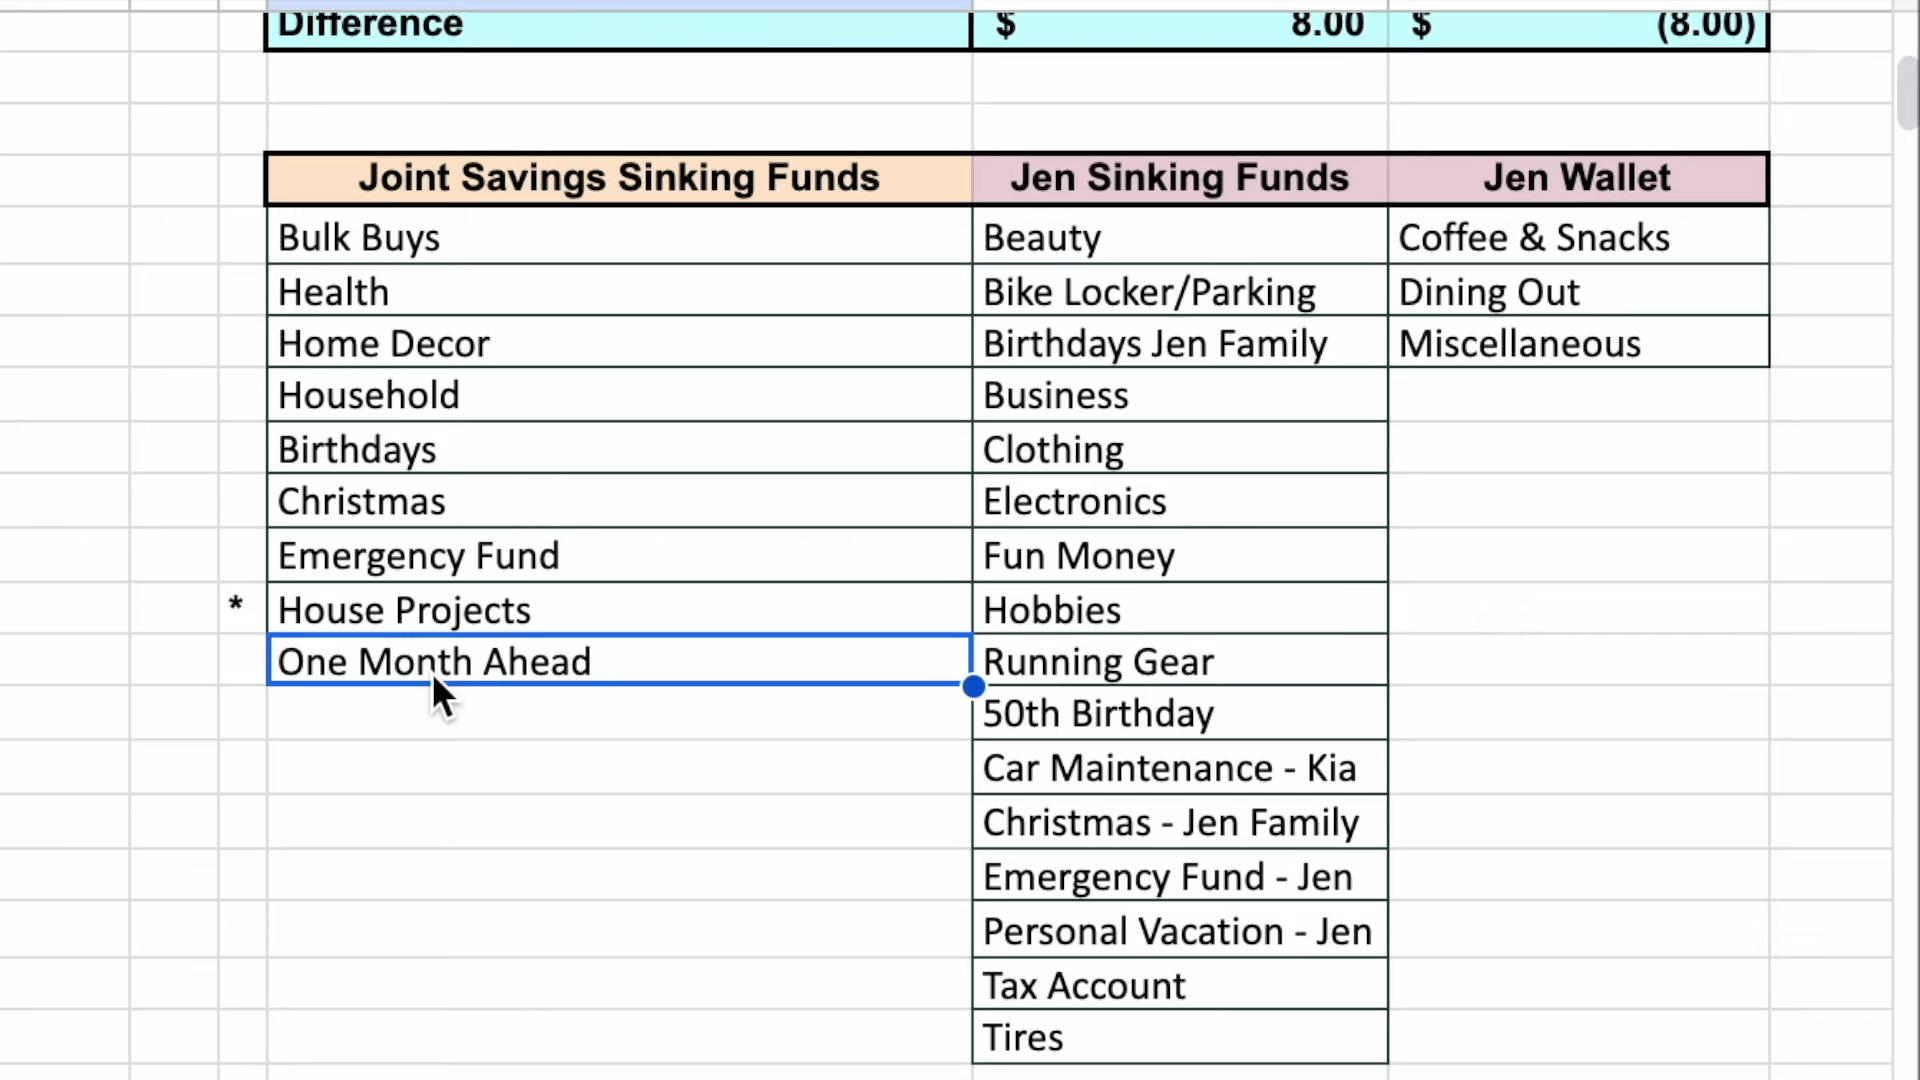 Difference $ 8.00 $ (8.00)
Joint Savings Sinking Funds Jen Sinking Funds Jen Wallet
Bulk Buys Beauty Coffee & Snacks
Health Bike Locker/Parking Dining Out
Home Decor Birthdays Jen Family Miscellaneous
Household Business
Birthdays Clothing
Christmas Electronics
Emergency Fund Fun Money
* House Projects Hobbies
One Month Ahead Running Gear
50th Birthday
Car Maintenance - Kia
Christmas - Jen Family
Emergency Fund - Jen
Personal Vacation - Jen
Tax Account
Tires